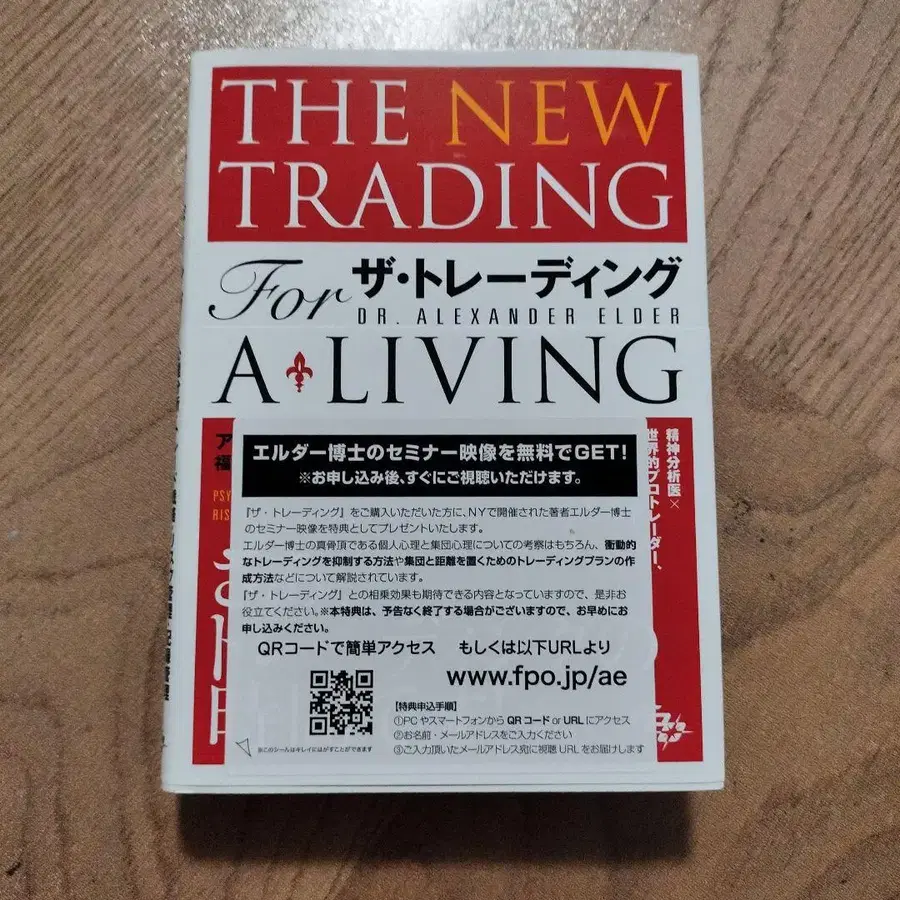 THE NEW
TRADING
For ザ・トレーディング
DR. ALEXANDER ELDER
A LIVING
精神分析医×
世界的プロトレーダー、
エルダー博士のセミナー映像を無料でGET!
※お申し込み後、すぐにご視聴いただけます。
『ザ・トレーディング』をご購入いただいた方に、NYで開催された著者エルダー博士
のセミナー映像を特典としてプレゼントいたします。
エルダー博士の真骨頂である個人心理と集団心理についての考察はもちろん、衝動的
なトレーディングを抑制する方法や集団と距離を置くためのトレーディングプランの作
成方法などについて解説されています。
『ザ・トレーディング』との相乗効果も期待できる内容となっていますので、是非お
役立てください。※本特典は、予告なく終了する場合がございますので、お早めにお
申し込みください。
QRコードで簡単アクセス もしくは以下URLより
www.fpo.jp/ae
【特典申込手順】
①PCやスマートフォンからQRコード or URLにアクセス
②お名前・メールアドレスをご入力ください
③ご入力頂いたメールアドレス宛に視聴URLをお届けします
※このシールはキレイにはがすことができます